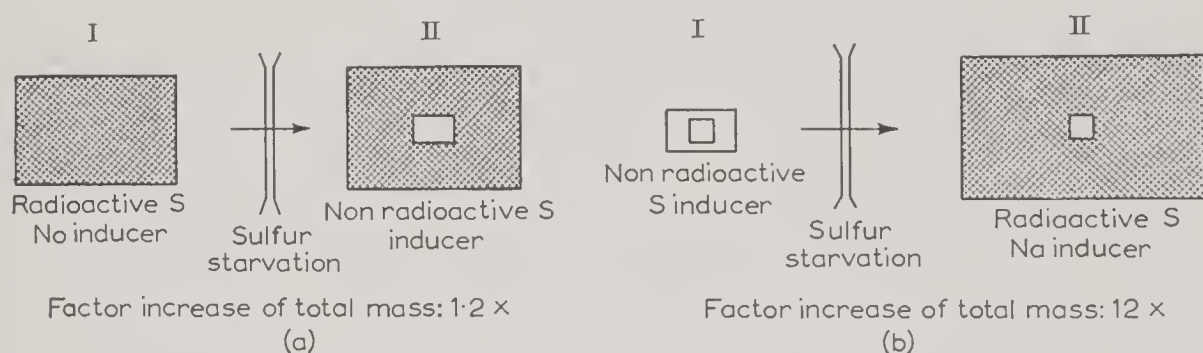 I
II
Radioactive S
No inducer
Sulfur
starvation
Non radioactive S
inducer
Factor increase of total mass: 1·2 ×
(a)
I
II
Non radioactive
S inducer
Sulfur
starvation
Radiaactive S
Na inducer
Factor increase of total mass: 12 ×
(b)